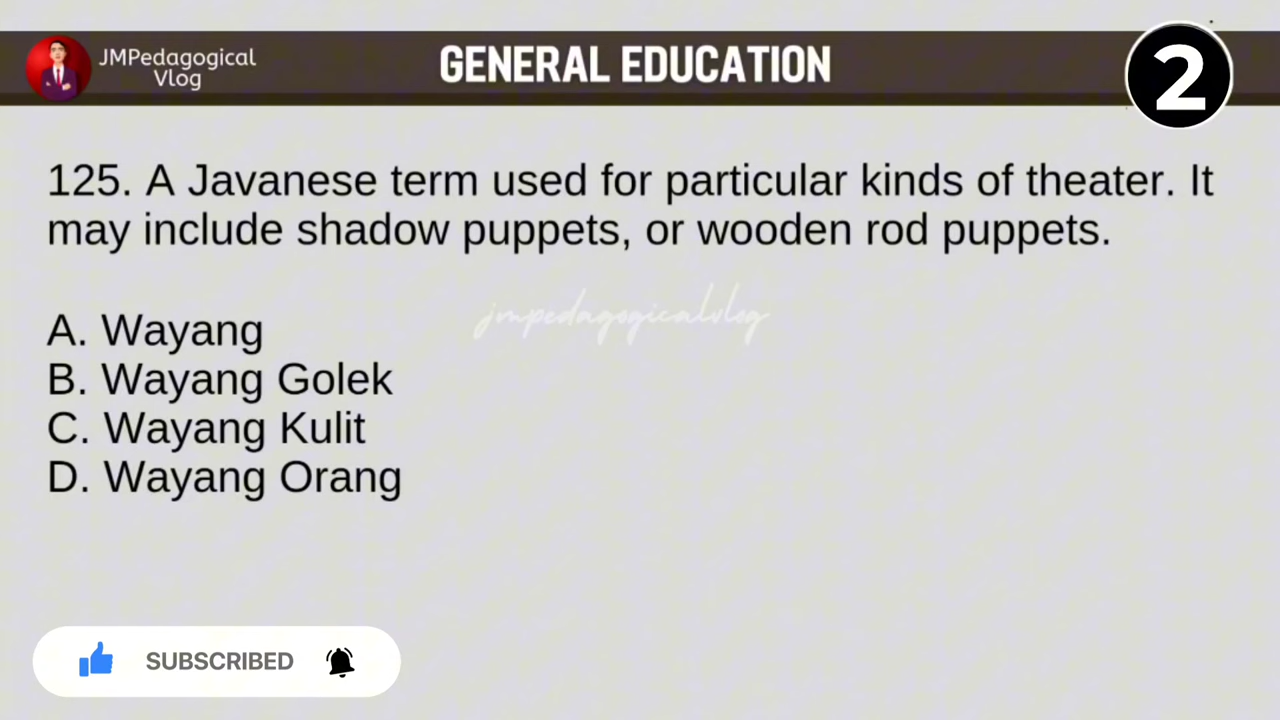 JMPedagogical
Vlog
GENERAL EDUCATION
2
125. A Javanese term used for particular kinds of theater. It
may include shadow puppets, or wooden rod puppets.
jmpedagogicalvlog
A. Wayang
B. Wayang Golek
C. Wayang Kulit
D. Wayang Orang
SUBSCRIBED